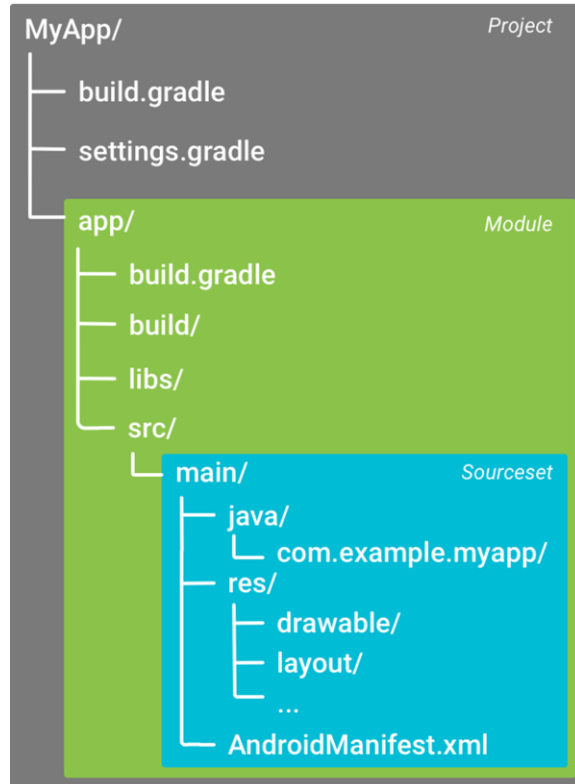 MyApp/ Project
build.gradle
settings.gradle
app/ Module
build.gradle
build/
libs/
src/
main/ Sourceset
java/
com.example.myapp/
res/
drawable/
layout/
...
AndroidManifest.xml